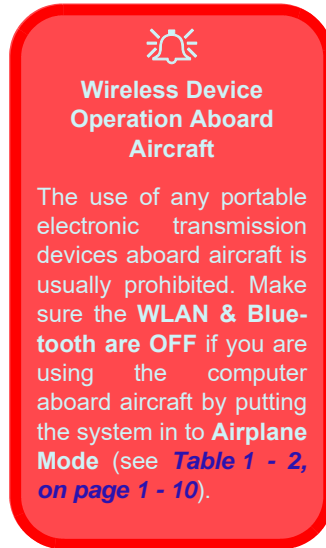 Wireless Device
Operation Aboard
Aircraft
The use of any portable
electronic transmission
devices aboard aircraft is
usually prohibited. Make
sure the WLAN & Blue-
tooth are OFF if you are
using the computer
aboard aircraft by putting
the system in to Airplane
Mode (see Table 1 - 2,
on page 1 - 10).